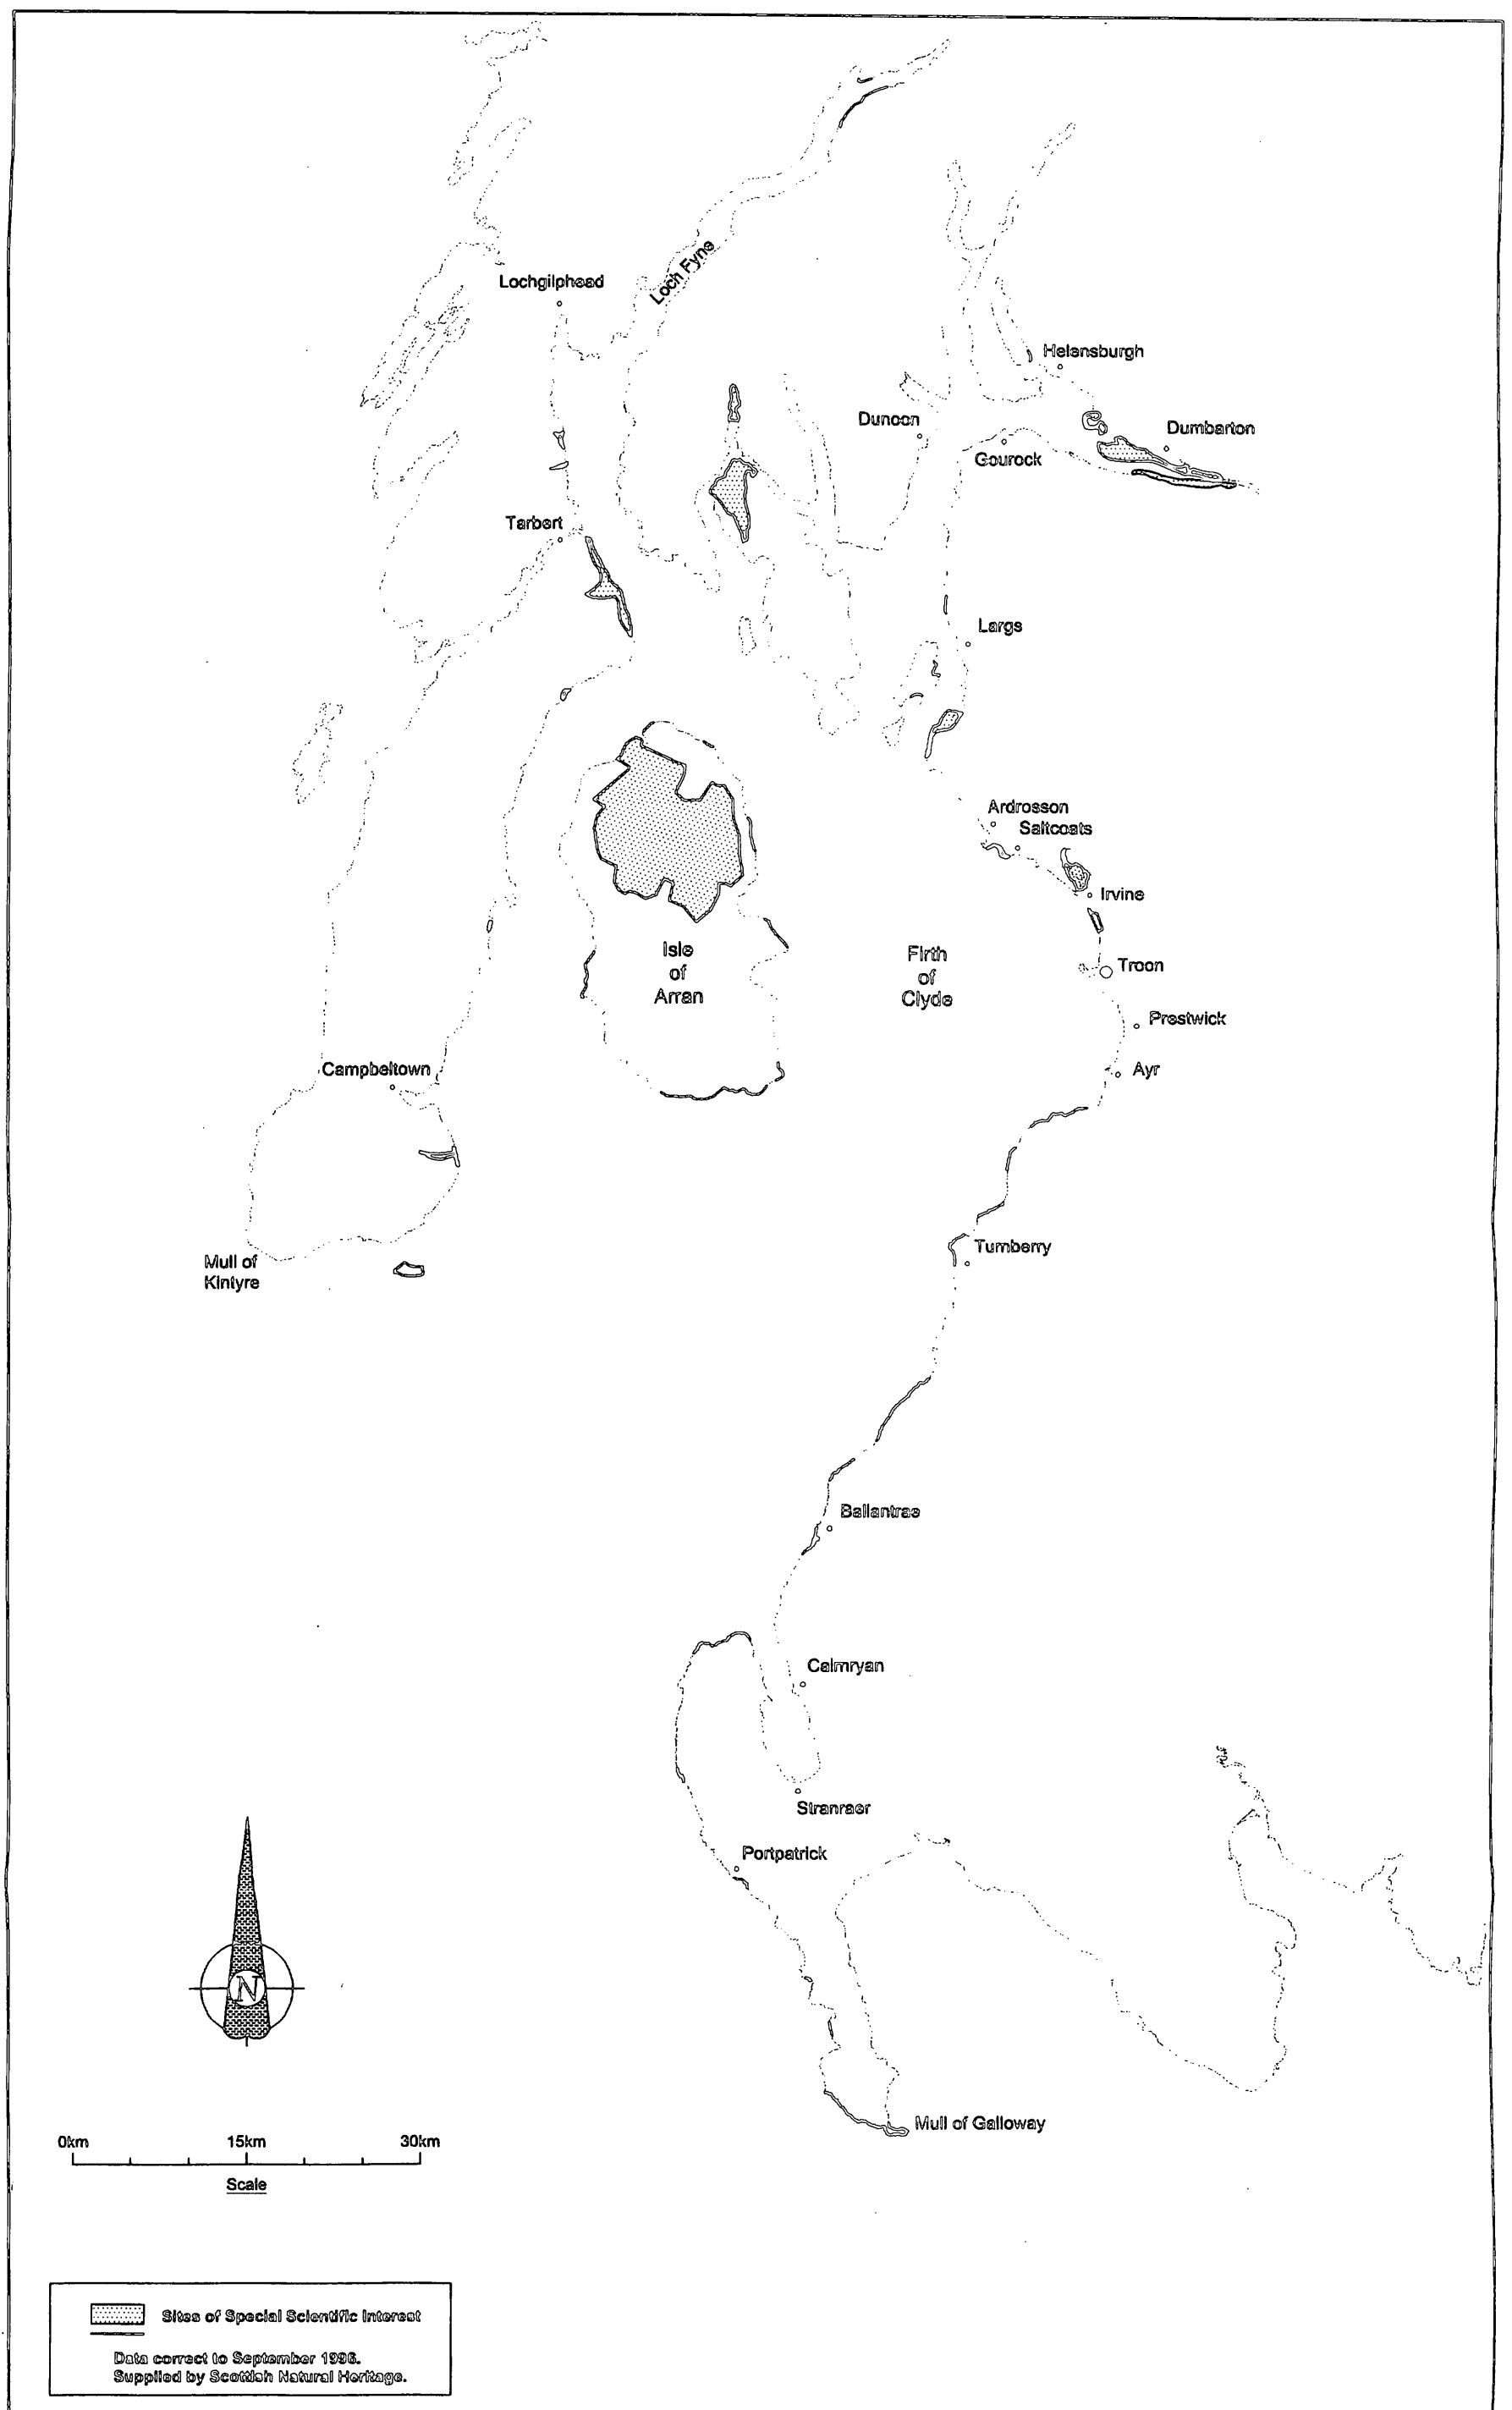 Lochgilphead
Loch Fyne
Helensburgh
Dunoon
Dumbarton
Gourock
Tarbert
Largs
Ardrossan
Saltcoats
Irvine
Isle
of
Arran
Firth
of
Clyde
Troon
Prestwick
Campbeltown
Ayr
Turnberry
Mull of
Kintyre
Ballantrae
Cairnryan
Stranraer
Portpatrick
N
Mull of Galloway
0km 15km 30km
Scale
Sites of Special Scientific Interest
Data correct to September 1996.
Supplied by Scottish Natural Heritage.